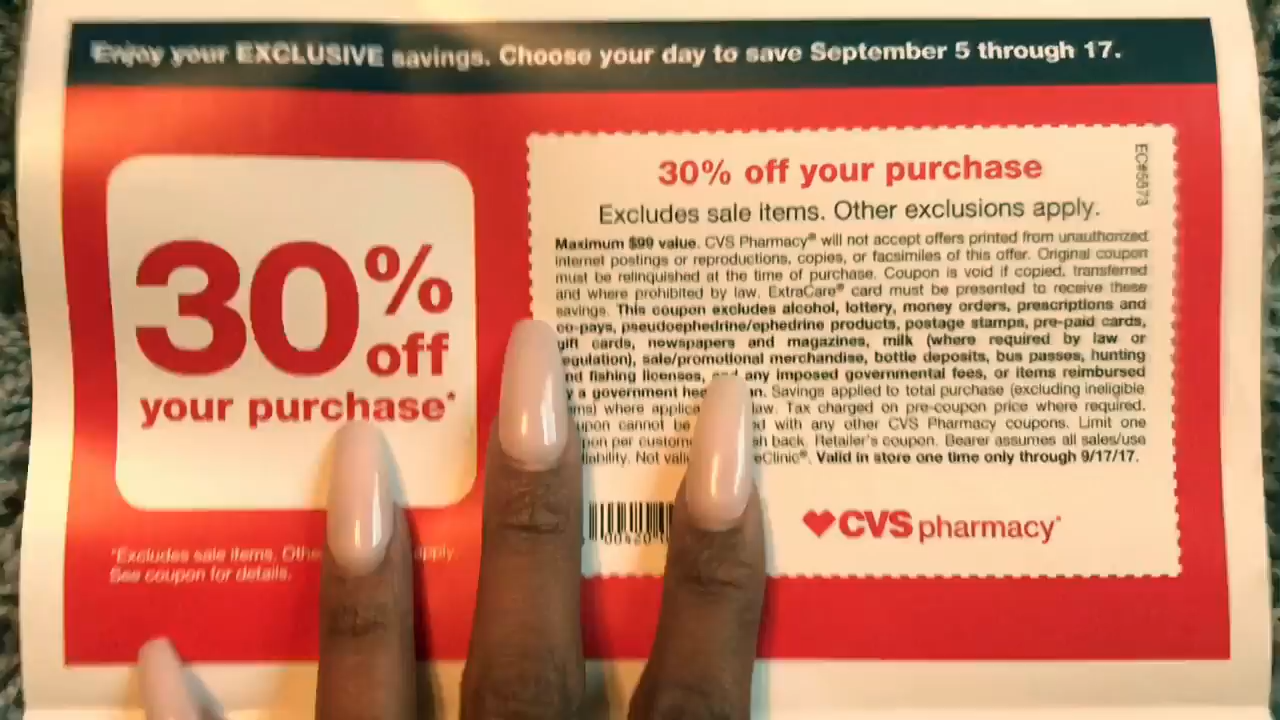 Enjoy your EXCLUSIVE savings. Choose your day to save September 5 through 17.
30% off
your purchase*
*Excludes sale items. apply.
See coupon for details.
30% off your purchase
Excludes sale items. Other exclusions apply.
Maximum $99 value. CVS Pharmacy® will not accept offers printed from unauthorized
Internet postings or reproductions, copies, or facsimiles of this offer. Original coupon
must be relinquished at the time of purchase. Coupon is void if copied, transferred
and where prohibited by law. ExtraCare® card must be presented to receive these
savings. This coupon excludes alcohol, lottery, money orders, prescriptions and
co-pays, pseudoephedrine/ephedrine products, postage stamps, pre-paid cards,
gift cards, newspapers and magazines, milk (where required by law or
regulation), sale/promotional merchandise, bottle deposits, bus passes, hunting
and fishing licenses, any imposed governmental fees, or items reimbursed
a government Savings applied to total purchase (excluding ineligible
where law. Tax charged on pre-coupon price where required.
cannot with any other CVS Pharmacy coupons. Limit one
per back. Retailer's coupon. Bearer assumes all sales/use
Not Valid in store one time only through 9/17/17.
CVS pharmacy®
EC#5873